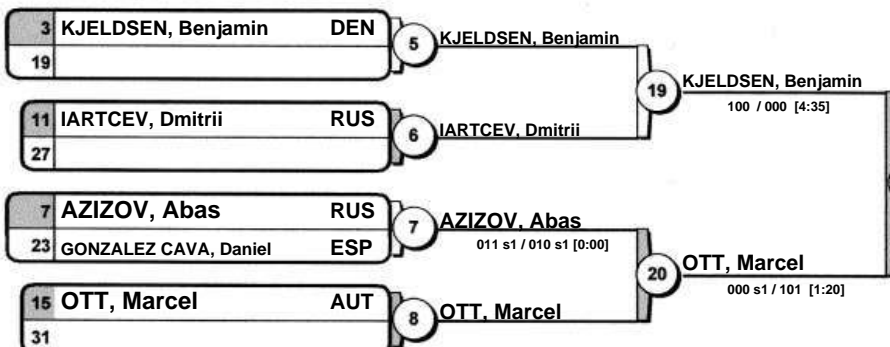 3 KJELDSEN, Benjamin DEN
19
5 KJELDSEN, Benjamin
19 KJELDSEN, Benjamin
100 / 000 [4:35]
11 IARTCEV, Dmitrii RUS
27
6 IARTCEV, Dmitrii
7 AZIZOV, Abas RUS
23 GONZALEZ CAVA, Daniel ESP
7 AZIZOV, Abas
011 s1 / 010 s1 [0:00]
20 OTT, Marcel
000 s1 / 101 [1:20]
15 OTT, Marcel AUT
31
8 OTT, Marcel